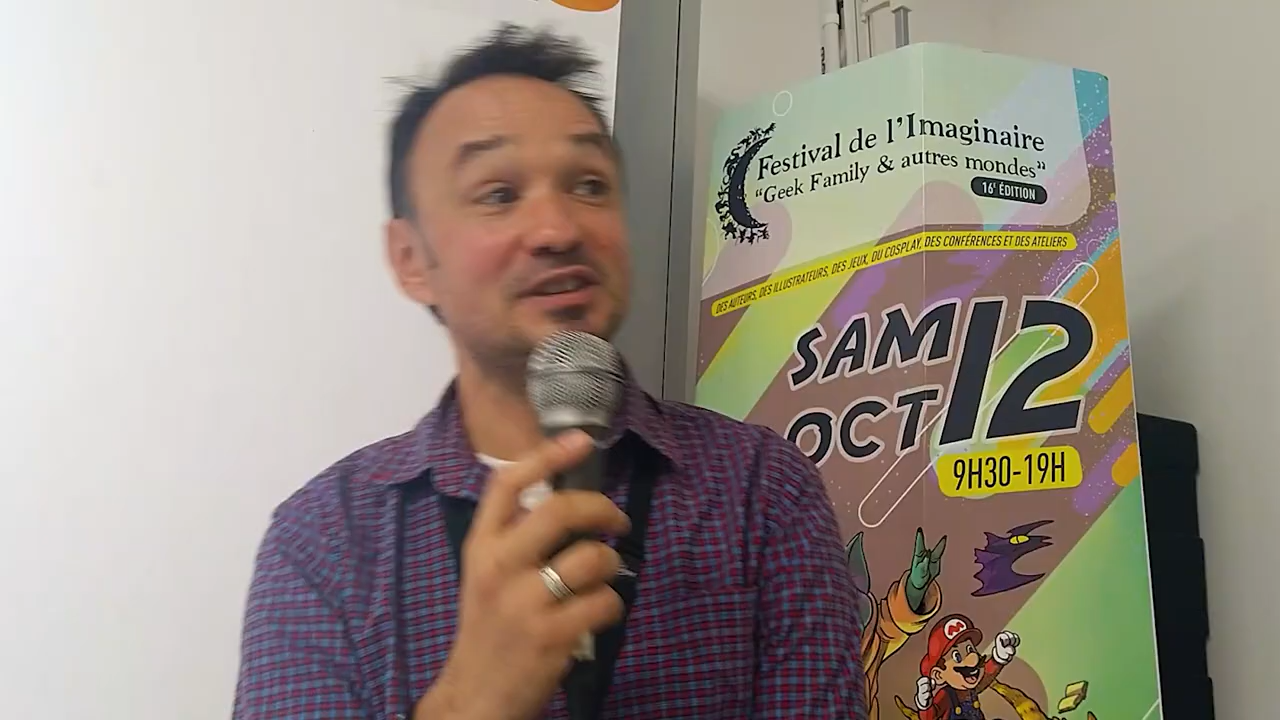 Festival de l'Imaginaire
"Geek Family & autres mondes"
16E ÉDITION
DES AUTEURS, DES ILLUSTRATEURS, DES JEUX, DU COSPLAY, DES CONFÉRENCES ET DES ATELIERS
SAM
OCT
12
9H30-19H
M